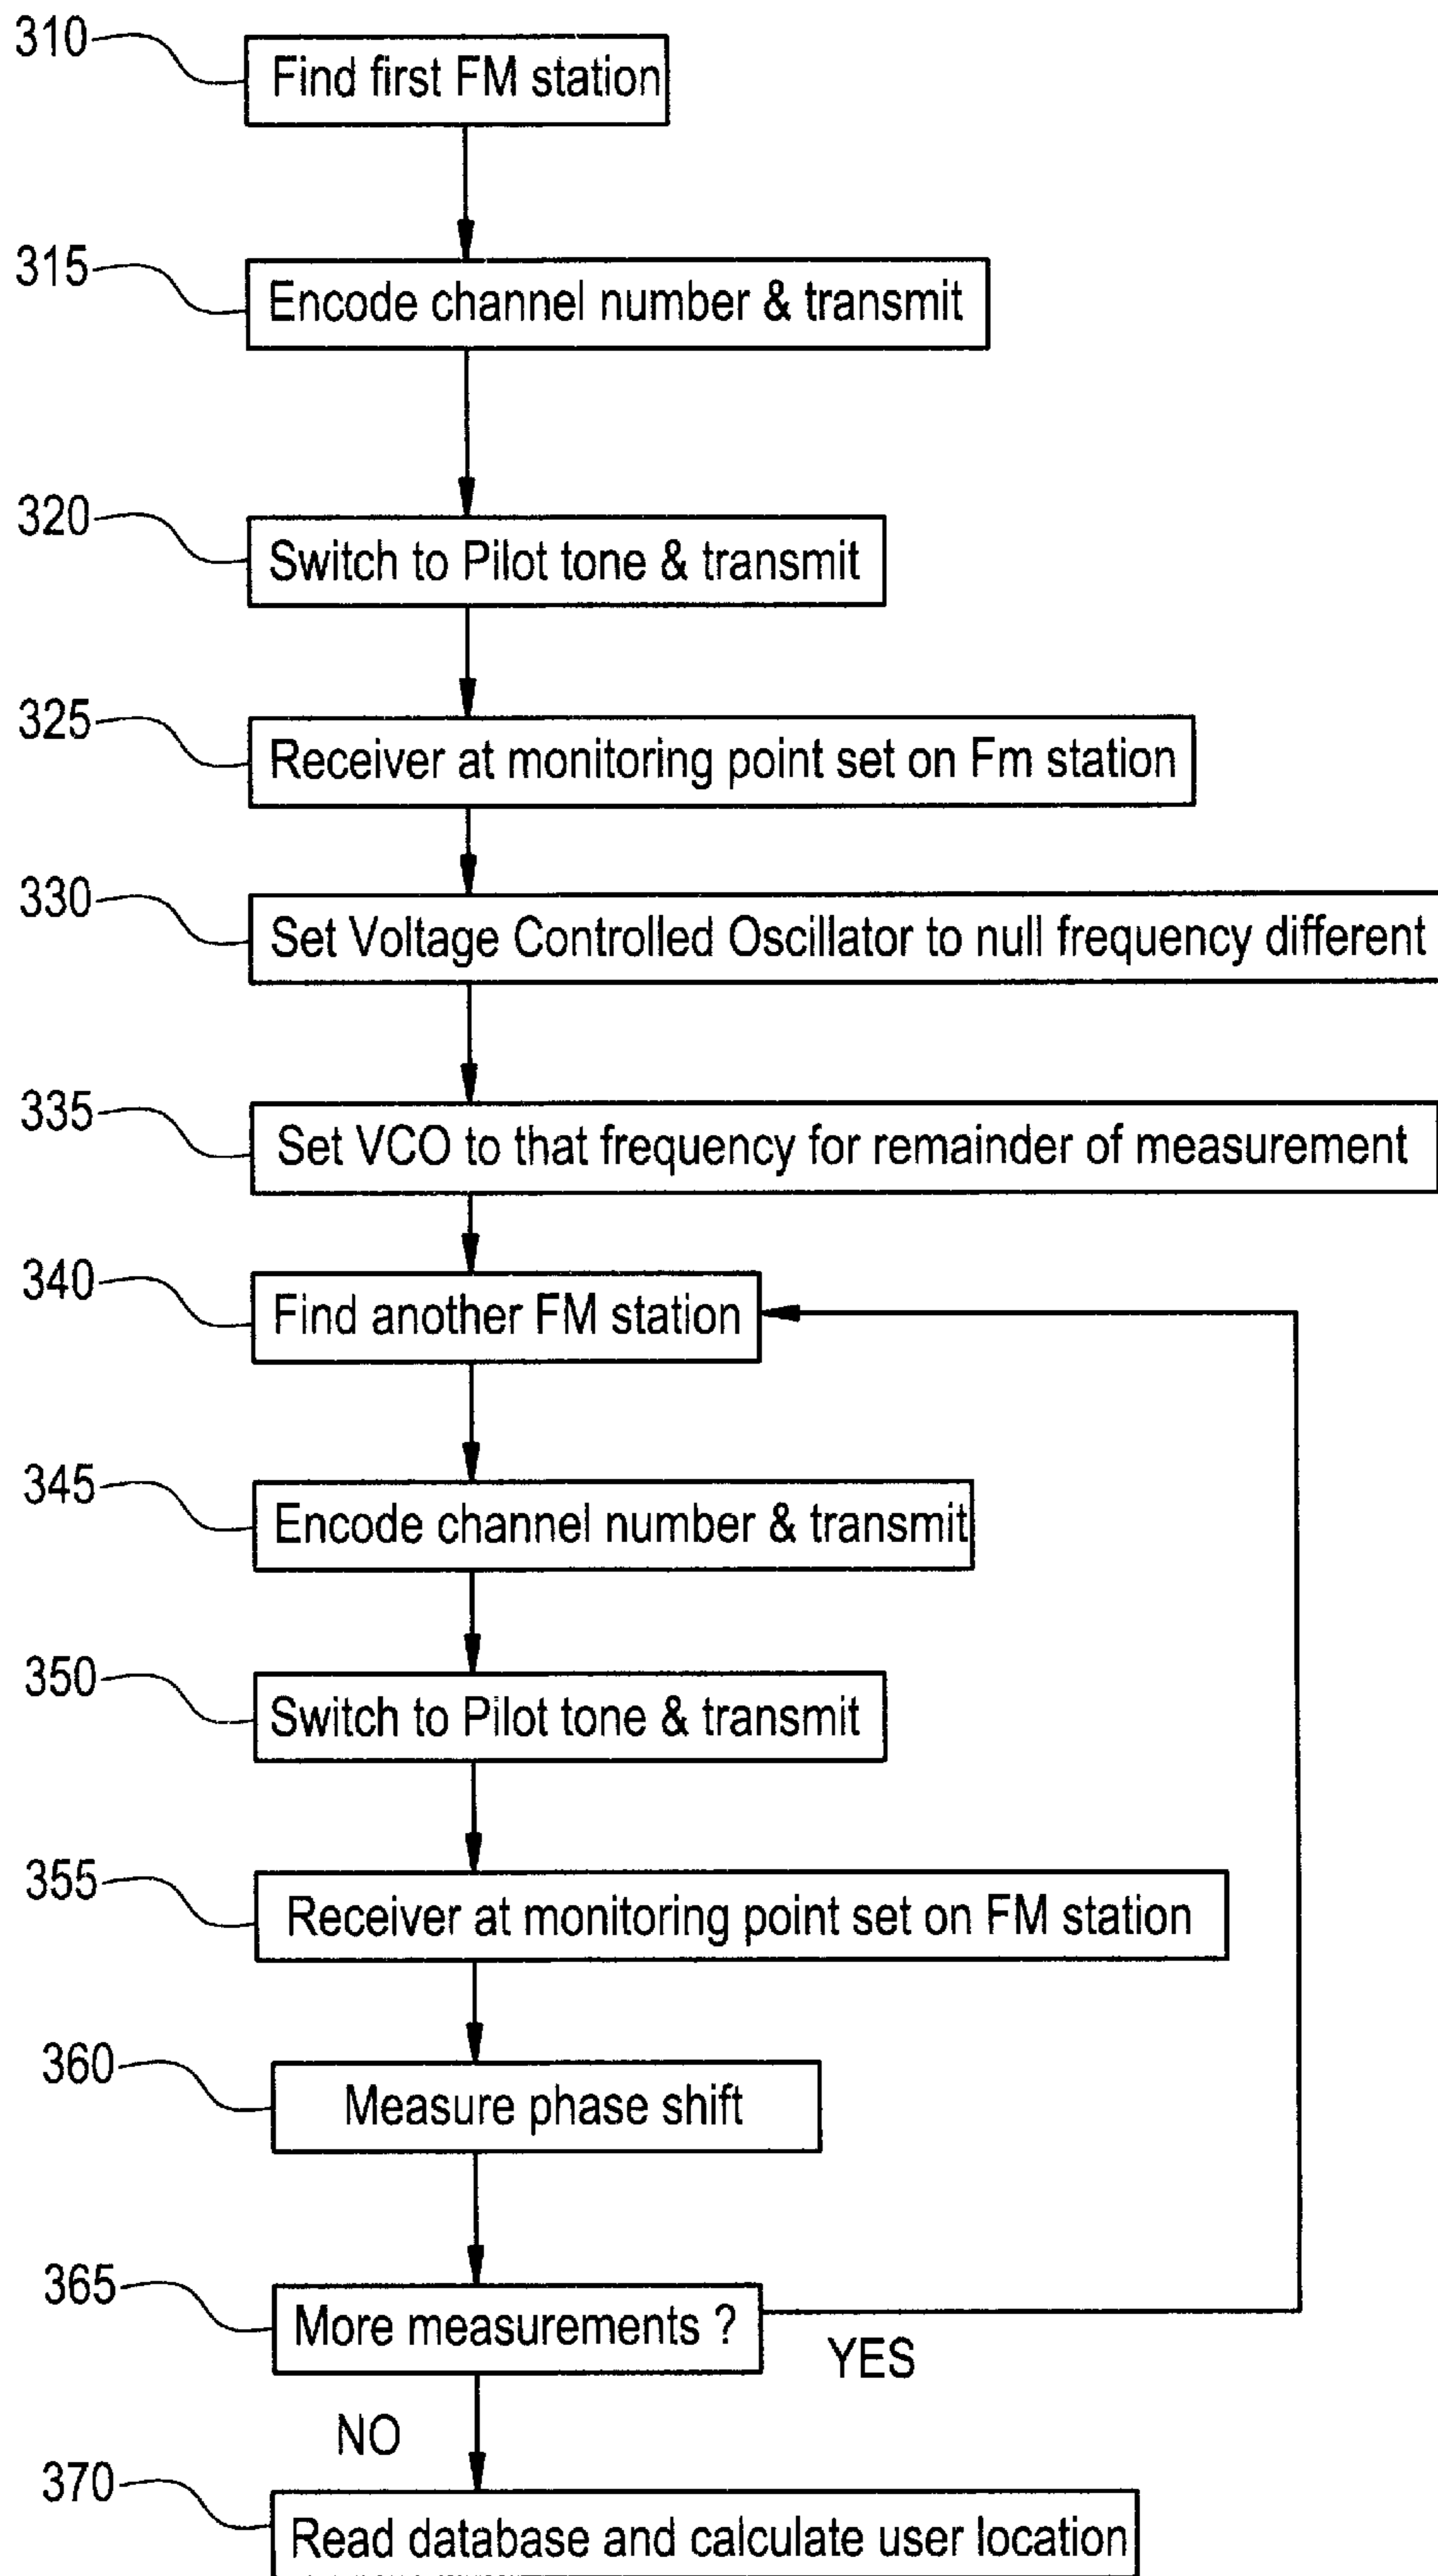 310
Find first FM station
315
Encode channel number & transmit
320
Switch to Pilot tone & transmit
325
Receiver at monitoring point set on Fm station
330
Set Voltage Controlled Oscillator to null frequency different
335
Set VCO to that frequency for remainder of measurement
340
Find another FM station
345
Encode channel number & transmit
350
Switch to Pilot tone & transmit
355
Receiver at monitoring point set on FM station
360
Measure phase shift
365
More measurements ?
YES
NO
370
Read database and calculate user location